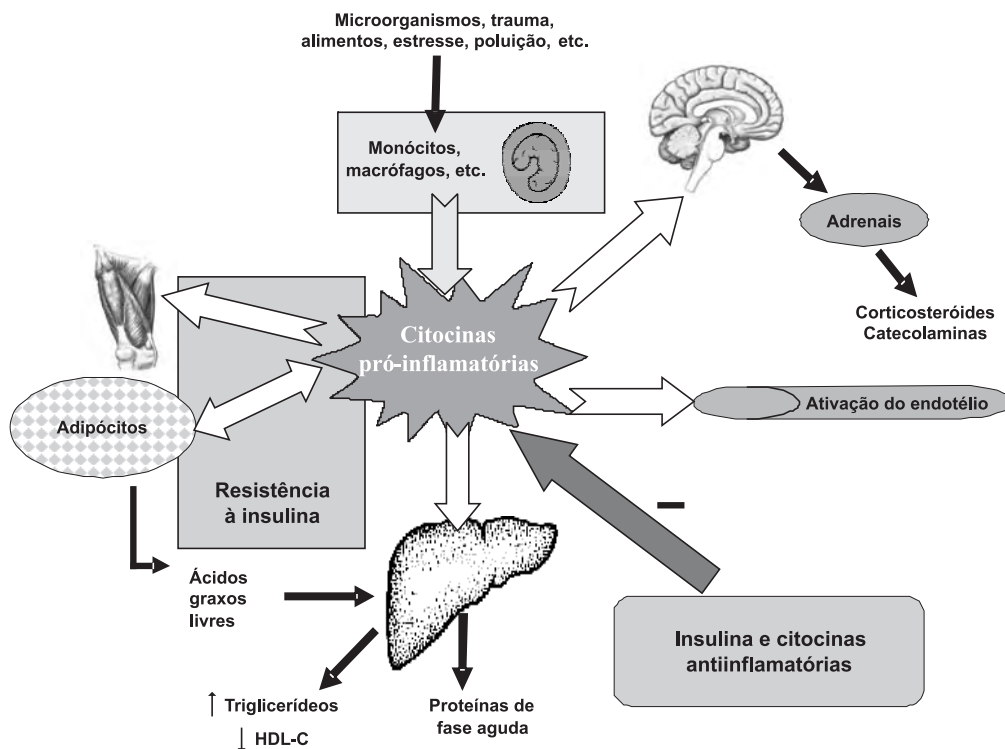 Microorganismos, trauma,
alimentos, estresse, poluição, etc.
Monócitos,
macrófagos, etc.
Adrenais
Corticosteróides
Catecolaminas
Citocinas
pró-inflamatórias
Ativação do endotélio
Adipócitos
Resistência
à insulina
Ácidos
graxos
livres
Insulina e citocinas
antiinflamatórias
↑ Triglicerídeos
↓ HDL-C
Proteínas de
fase aguda